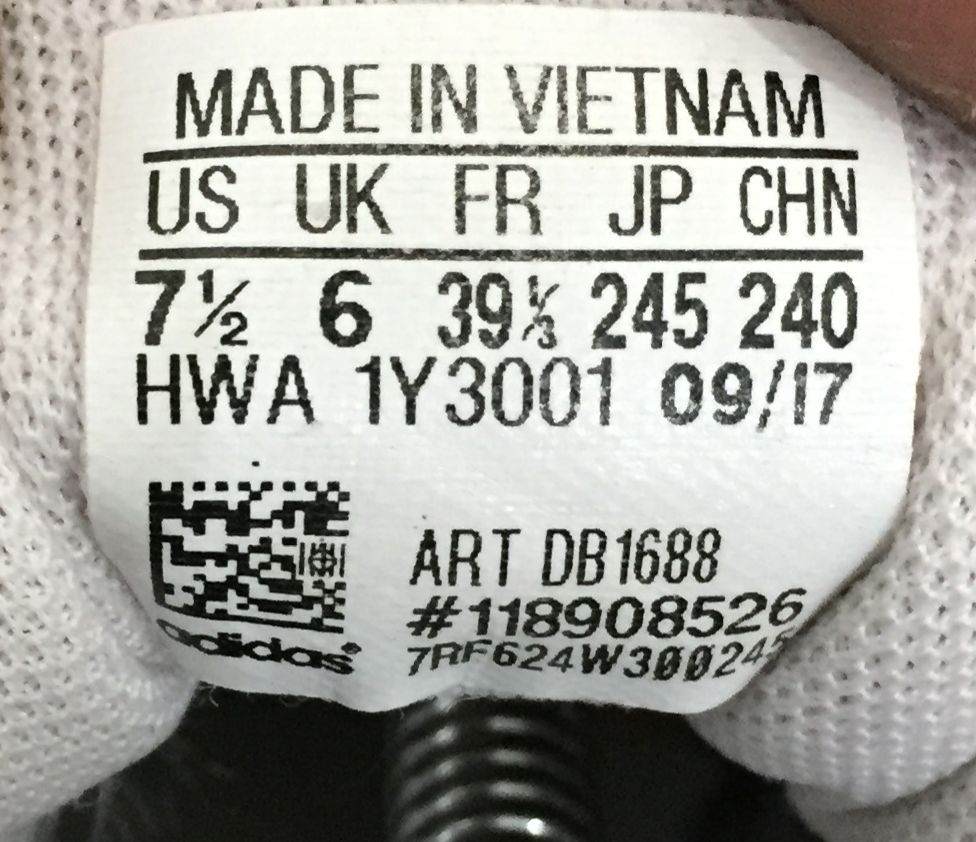 MADE IN VIETNAM
US UK FR JP CHN
7½ 6 39⅓ 245 240
HWA 1Y3001 09/17
ART DB1688
#118908526
adidas®
7RF624W300245